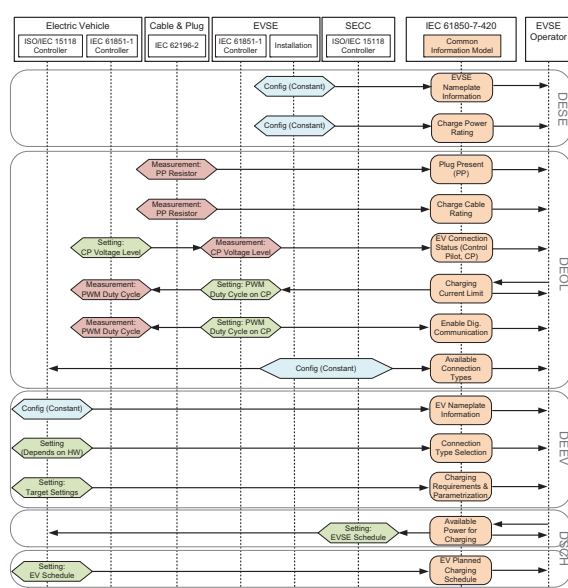 Electric Vehicle
Cable & Plug
EVSE
SECC
IEC 61850-7-420
EVSE
Operator
ISO/IEC 15118
Controller
IEC 61851-1
Controller
IEC 62196-2
IEC 61851-1
Controller
Installation
ISO/IEC 15118
Controller
Common
Information Model
Config (Constant)
EVSE
Nameplate
Information
Config (Constant)
Charge Power
Rating
DESE
Measurement:
PP Resistor
Plug Present
(PP)
Measurement:
PP Resistor
Charge Cable
Rating
Setting:
CP Voltage Level
Measurement:
CP Voltage Level
EV Connection
Status (Control
Pilot, CP)
Measurement:
PWM Duty Cycle
Setting: PWM
Duty Cycle on CP
Charging
Current Limit
Measurement:
PWM Duty Cycle
Setting: PWM
Duty Cycle on CP
Enable Dig.
Communication
Config (Constant)
Available
Connection
Types
DEOL
Config (Constant)
EV Nameplate
Information
Setting
(Depends on HW)
Connection
Type Selection
Setting:
Target Settings
Charging
Requirements &
Parametrization
DEEV
Setting:
EVSE Schedule
Available
Power for
Charging
Setting:
EV Schedule
EV Planned
Charging
Schedule
DSCH